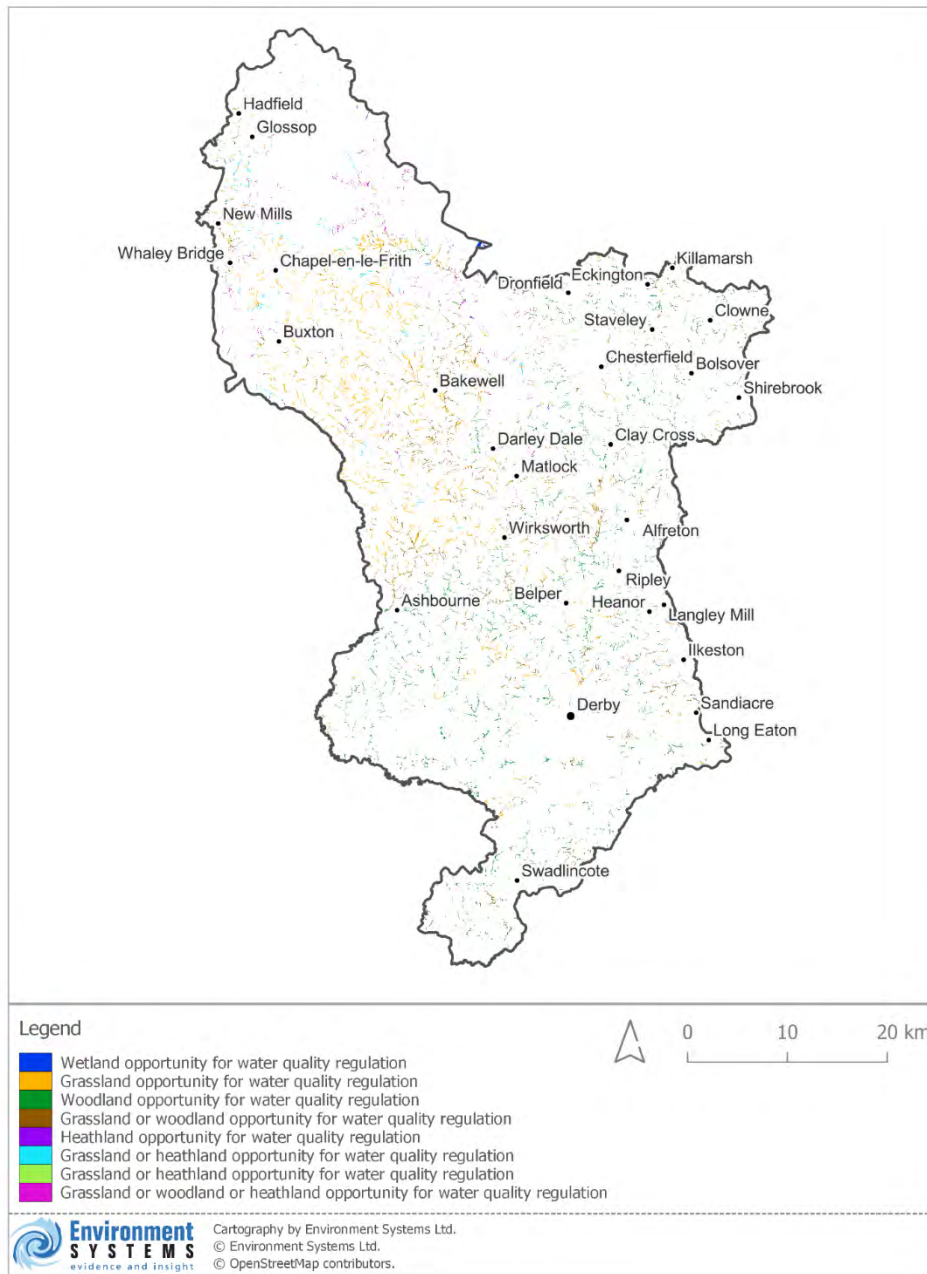 Hadfield
Glossop
New Mills
Whaley Bridge
Chapel-en-le-Frith
Killamarsh
Dronfield
Eckington
Clowne
Staveley
Buxton
Chesterfield
Bolsover
Bakewell
Shirebrook
Darley Dale
Clay Cross
Matlock
Wirksworth
Alfreton
Ripley
Ashbourne
Belper
Heanor
Langley Mill
Ilkeston
Derby
Sandiacre
Long Eaton
Swadlincote
Legend
0 10 20 km
Wetland opportunity for water quality regulation
Grassland opportunity for water quality regulation
Woodland opportunity for water quality regulation
Grassland or woodland opportunity for water quality regulation
Heathland opportunity for water quality regulation
Grassland or heathland opportunity for water quality regulation
Grassland or heathland opportunity for water quality regulation
Grassland or woodland or heathland opportunity for water quality regulation
Environment
SYSTEMS
evidence and insight
Cartography by Environment Systems Ltd.
© Environment Systems Ltd.
© OpenStreetMap contributors.